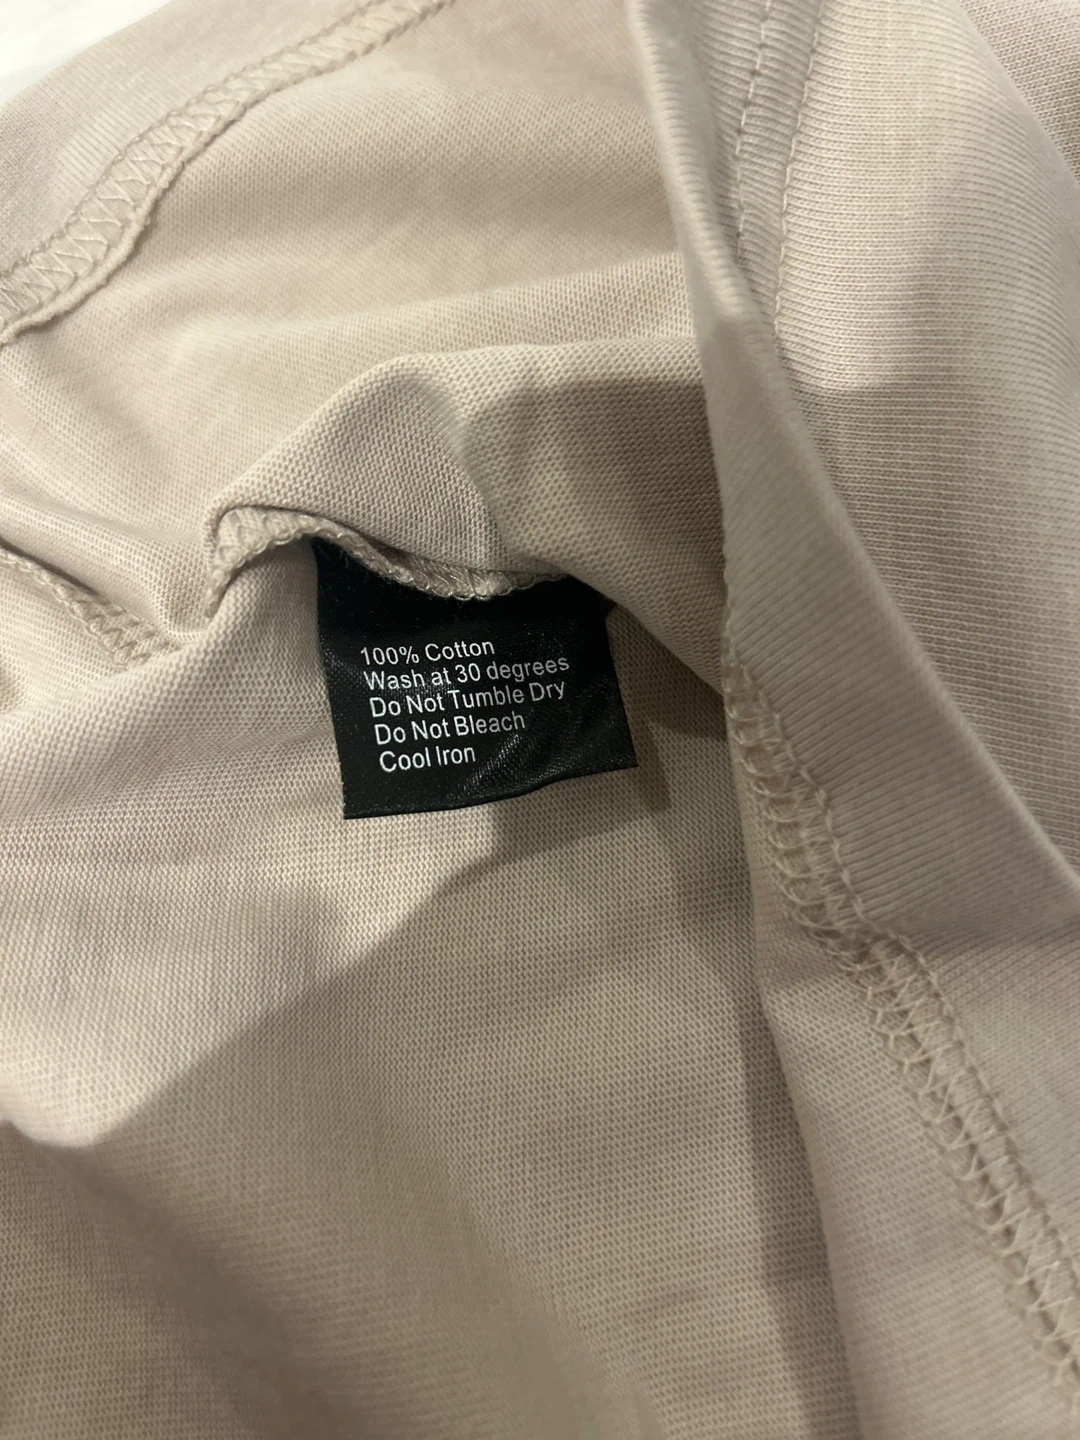 100% Cotton
Wash at 30 degrees
Do Not Tumble Dry
Do Not Bleach
Cool Iron